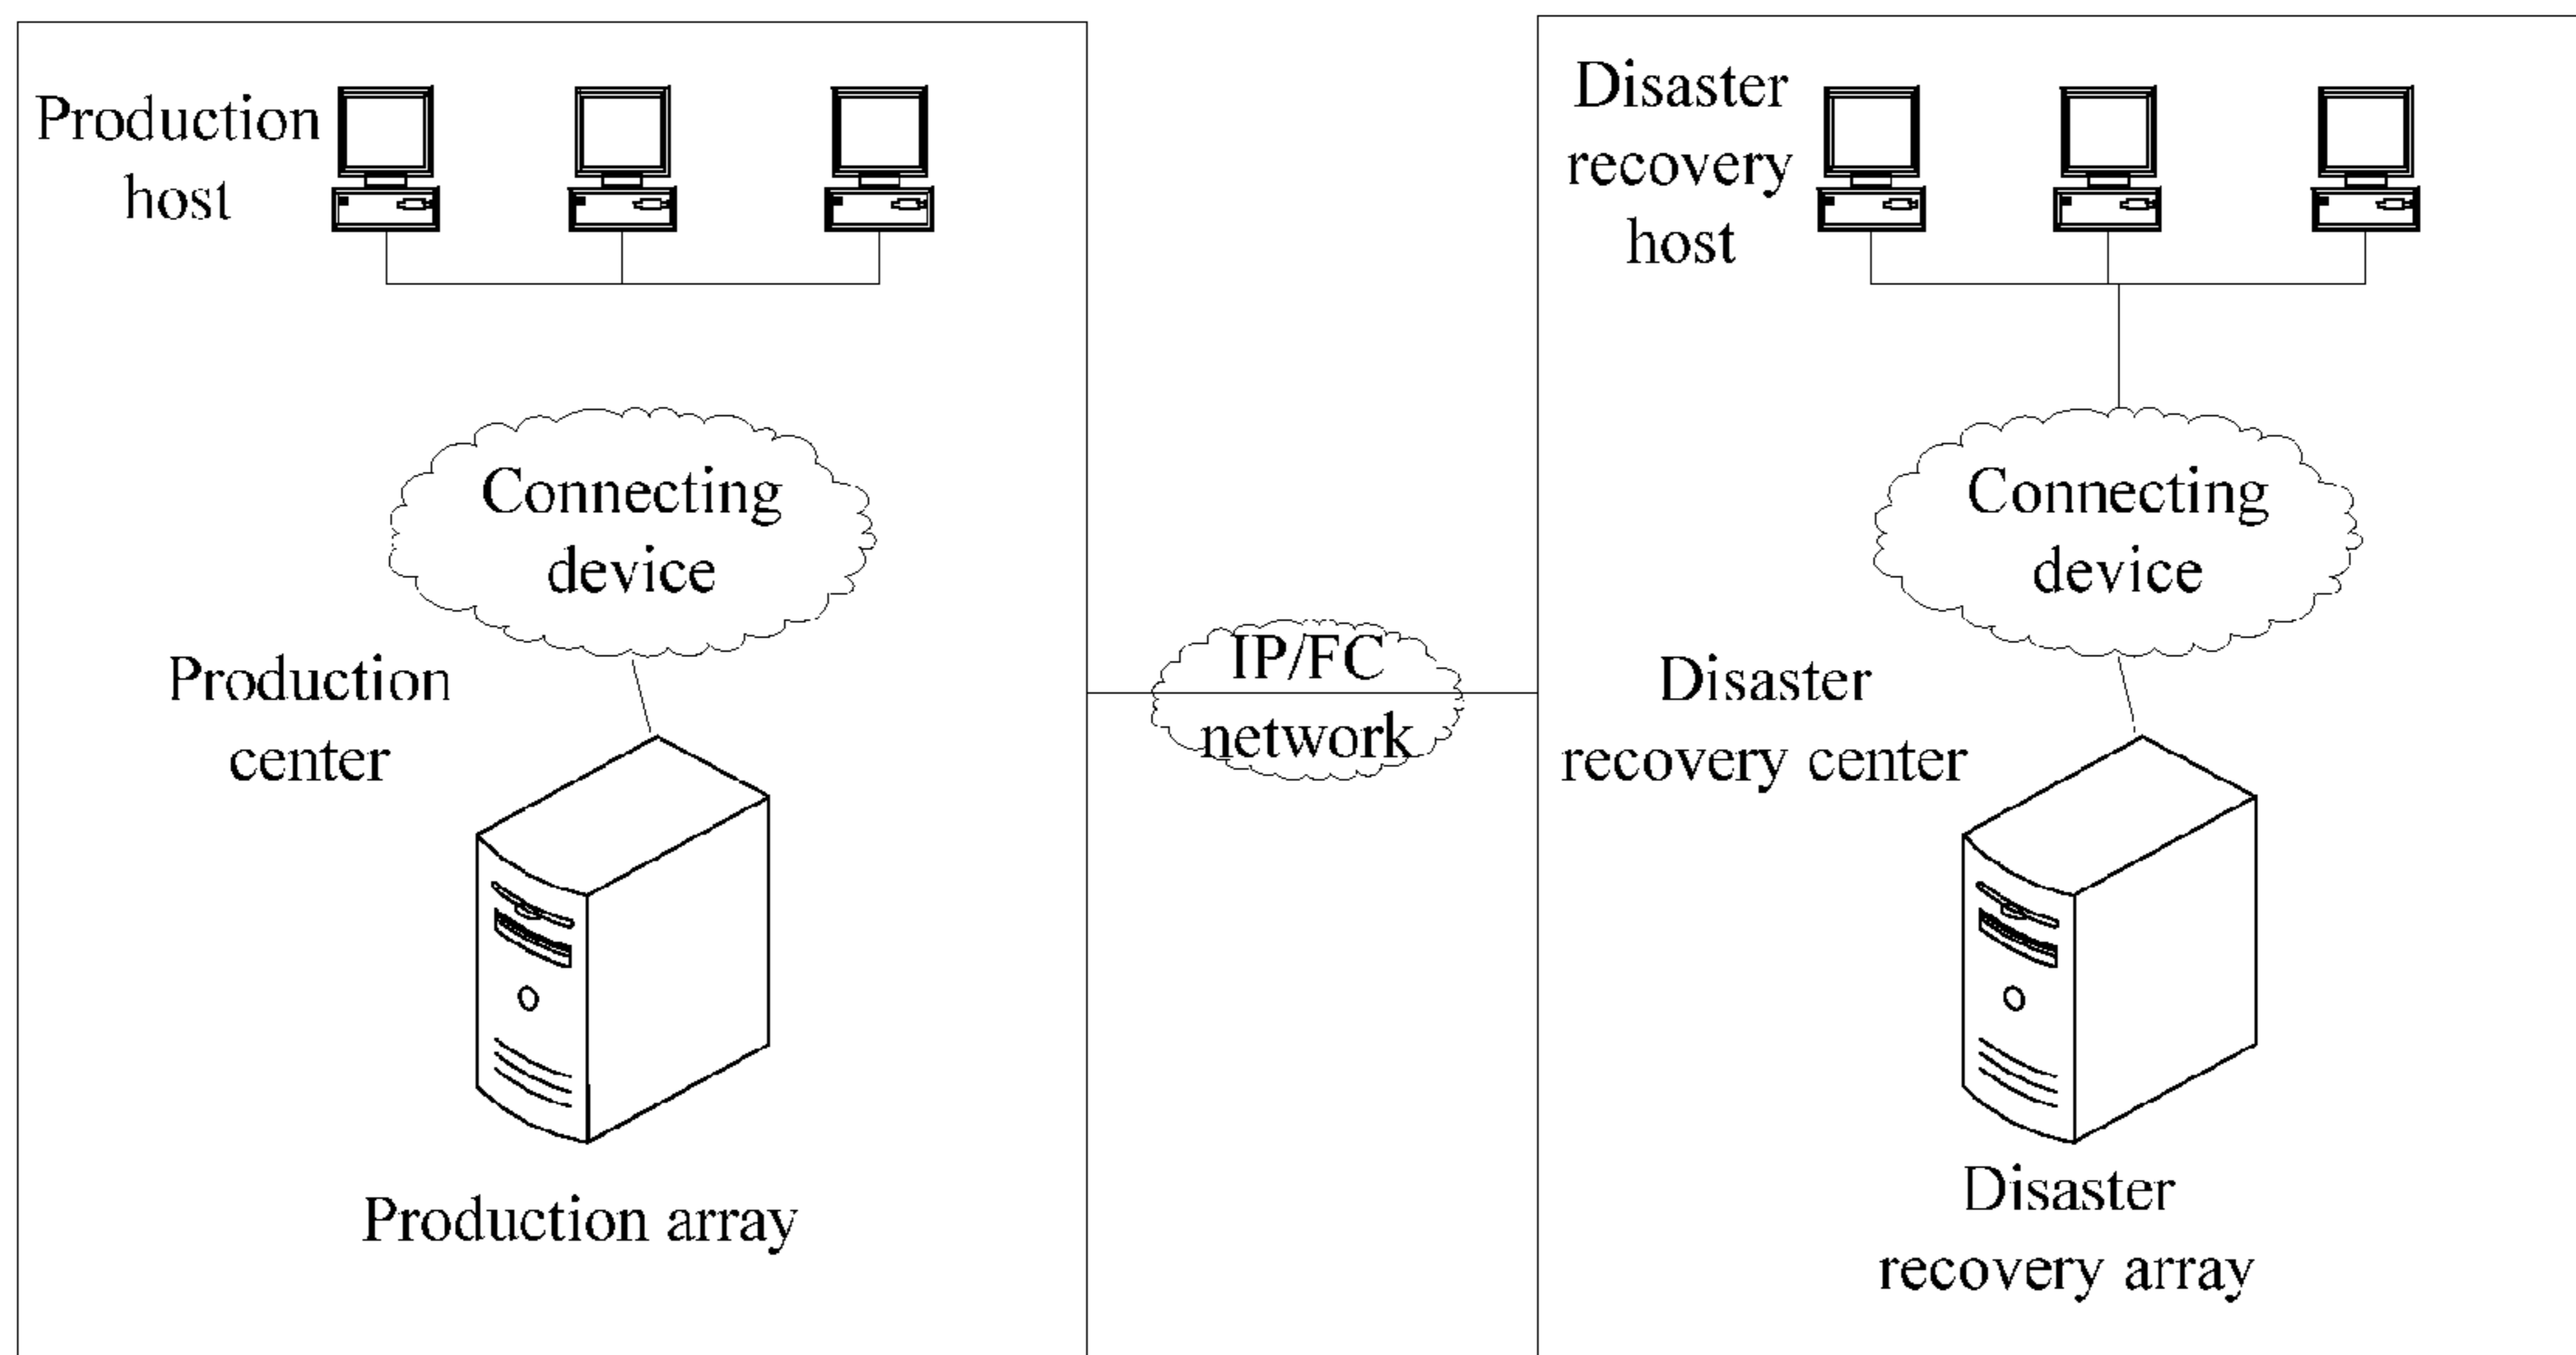 Production
host
Connecting
device
Production
center
Production array
IP/FC
network
Disaster
recovery
host
Connecting
device
Disaster
recovery center
Disaster
recovery array